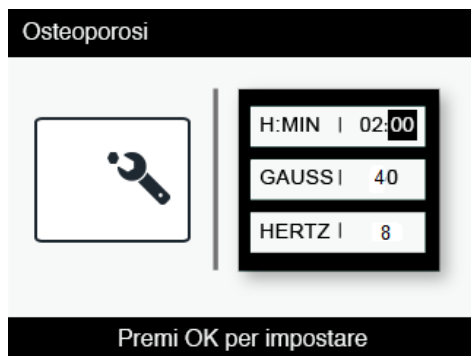 Osteoporosi
H:MIN | 02:00
GAUSS | 40
HERTZ | 8
Premi OK per impostare